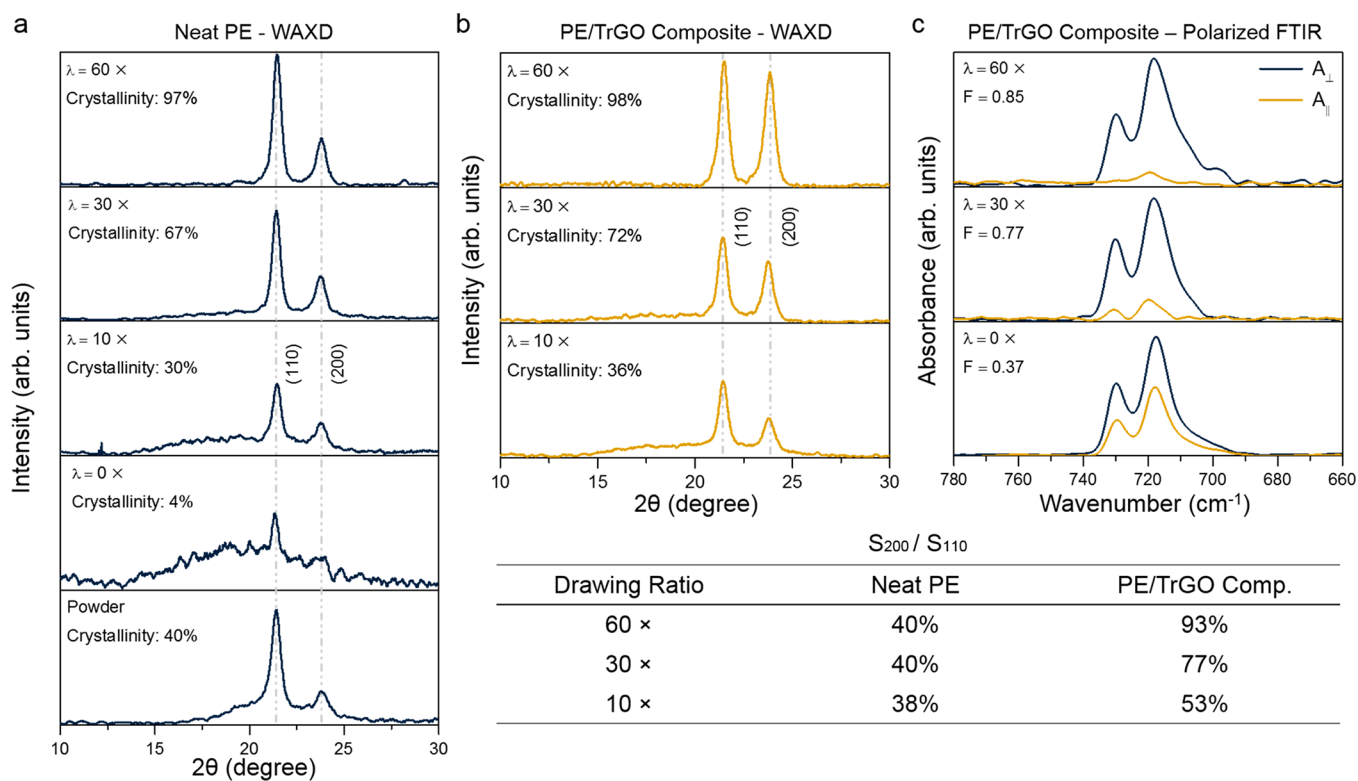 a
Neat PE - WAXD
λ = 60 ×
Crystallinity: 97%
λ = 30 ×
Crystallinity: 67%
λ = 10 ×
Crystallinity: 30%
(110)
(200)
λ = 0 ×
Crystallinity: 4%
Powder
Crystallinity: 40%
Intensity (arb. units)
10 15 20 25 30
2θ (degree)
b
PE/TrGO Composite - WAXD
λ = 60 ×
Crystallinity: 98%
λ = 30 ×
Crystallinity: 72%
(110)
(200)
λ = 10 ×
Crystallinity: 36%
Intensity (arb. units)
10 15 20 25 30
2θ (degree)
c
PE/TrGO Composite – Polarized FTIR
λ = 60 ×
F = 0.85
A⊥
A∥
λ = 30 ×
F = 0.77
λ = 0 ×
F = 0.37
Absorbance (arb. units)
780 760 740 720 700 680 660
Wavenumber (cm⁻¹)
S₂₀₀ / S₁₁₀
Drawing Ratio Neat PE PE/TrGO Comp.
60 × 40% 93%
30 × 40% 77%
10 × 38% 53%